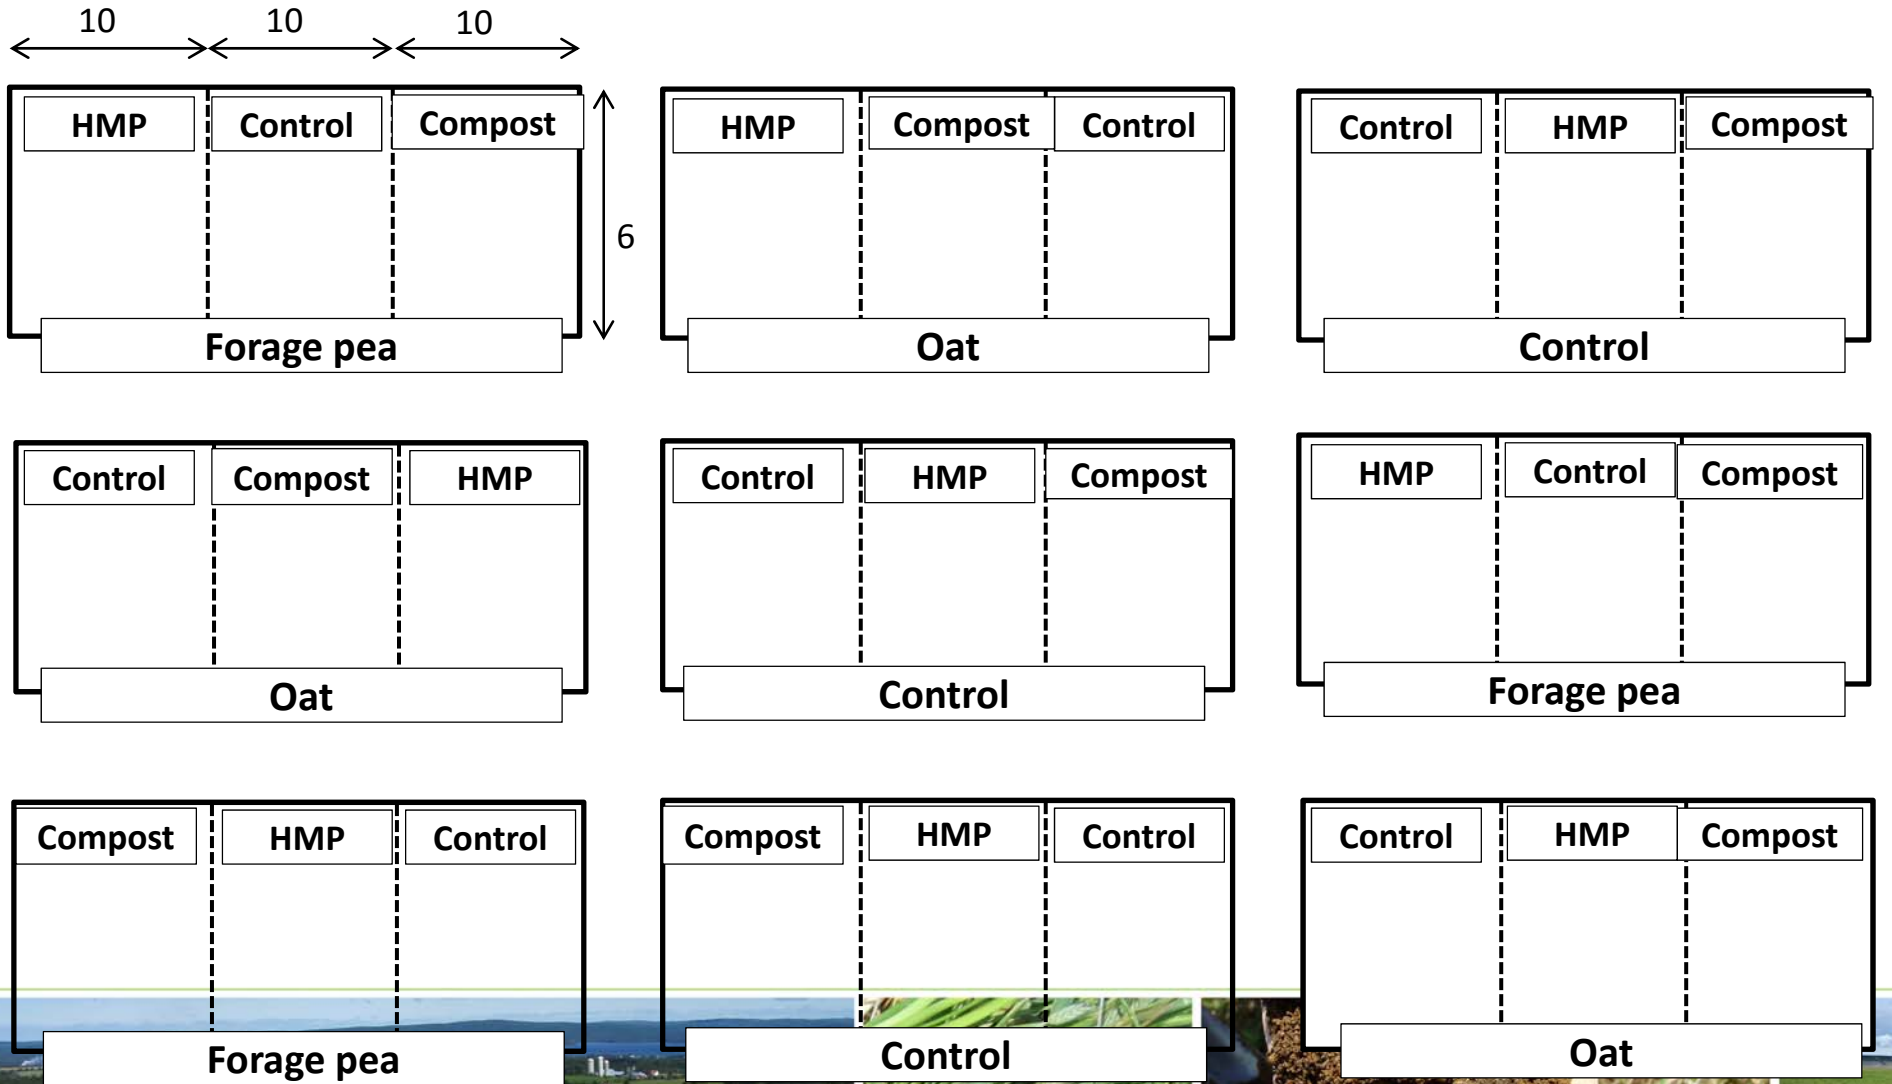 10 10 10
HMP Control Compost HMP Compost Control Control HMP Compost
6
Forage pea Oat Control
Control Compost HMP Control HMP Compost HMP Control Compost
Oat Control Forage pea
Compost HMP Control Compost HMP Control Control HMP Compost
Forage pea Control Oat